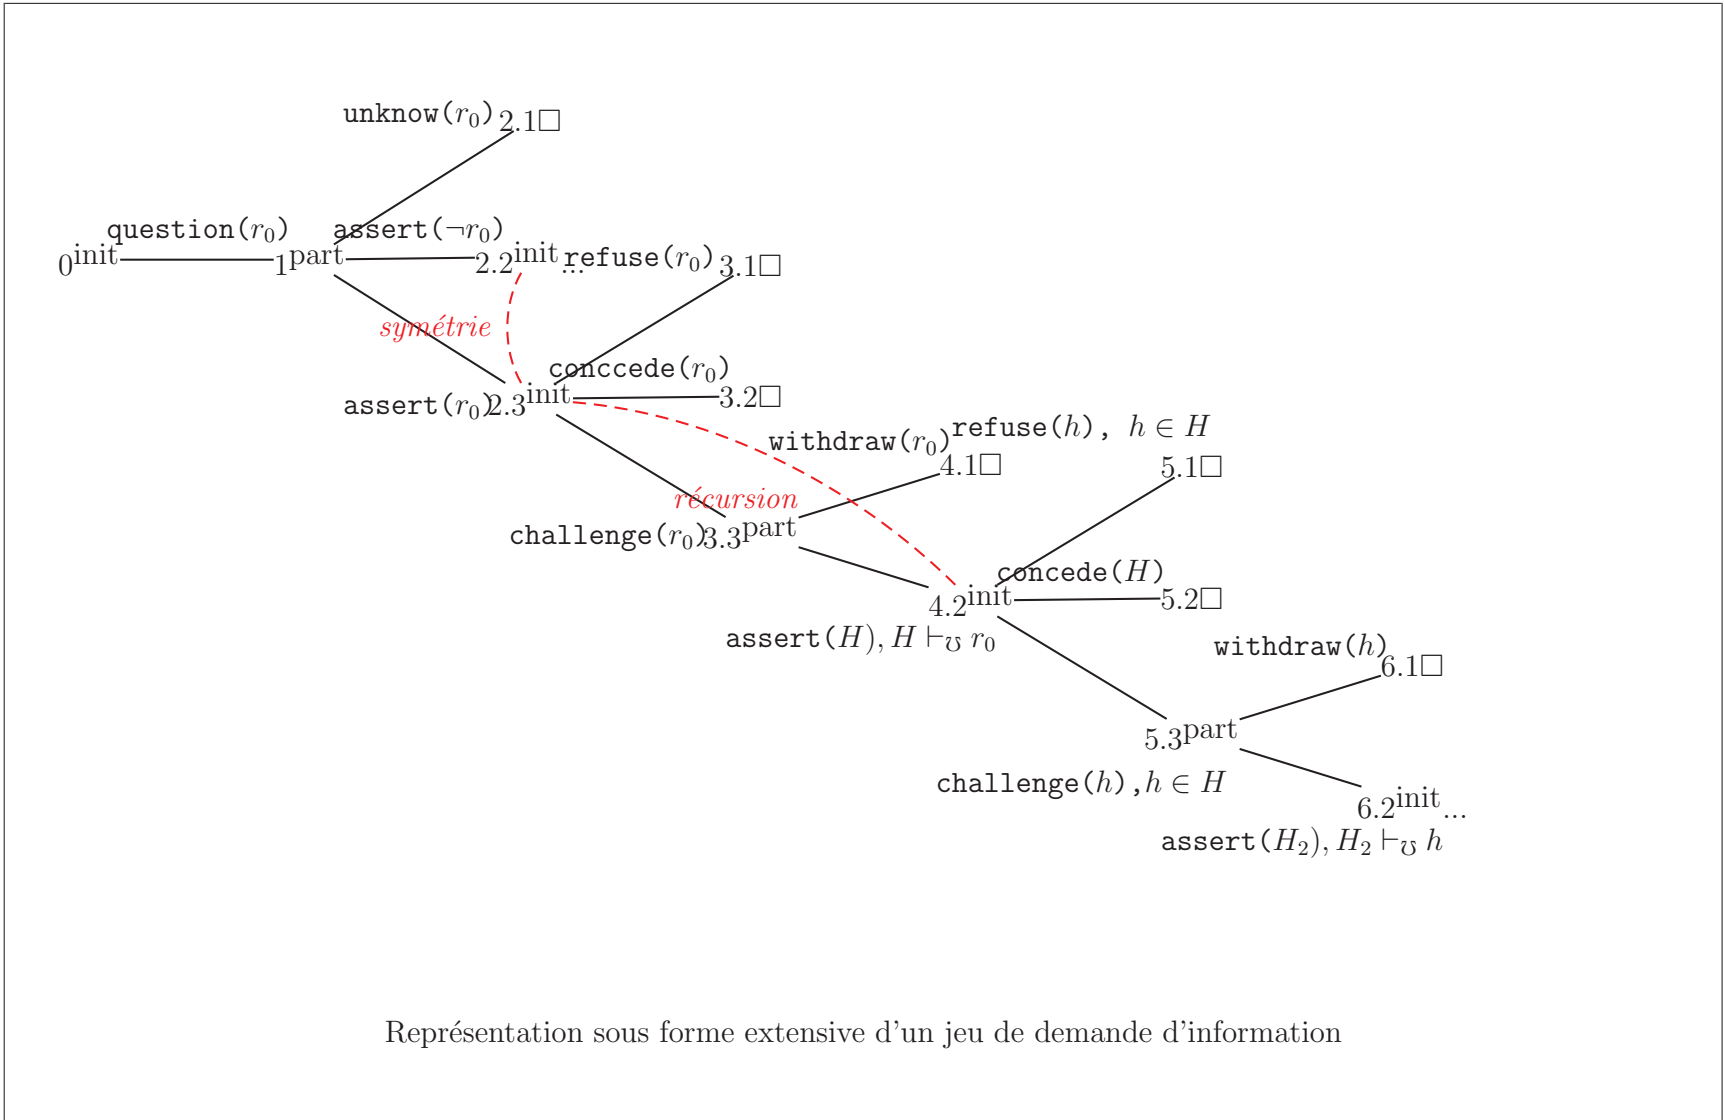 unknow(r₀) 2.1□
question(r₀) assert(¬r₀)
0init 1part 2.2init... refuse(r₀) 3.1□
symétrie
conccede(r₀)
assert(r₀) 2.3init 3.2□
withdraw(r₀) refuse(h), h ∈ H
4.1□ 5.1□
récursion
challenge(r₀) 3.3part
concede(H)
4.2init 5.2□
assert(H), H ⊢℧ r₀
withdraw(h)
6.1□
5.3part
challenge(h), h ∈ H
6.2init...
assert(H₂), H₂ ⊢℧ h
Représentation sous forme extensive d'un jeu de demande d'information